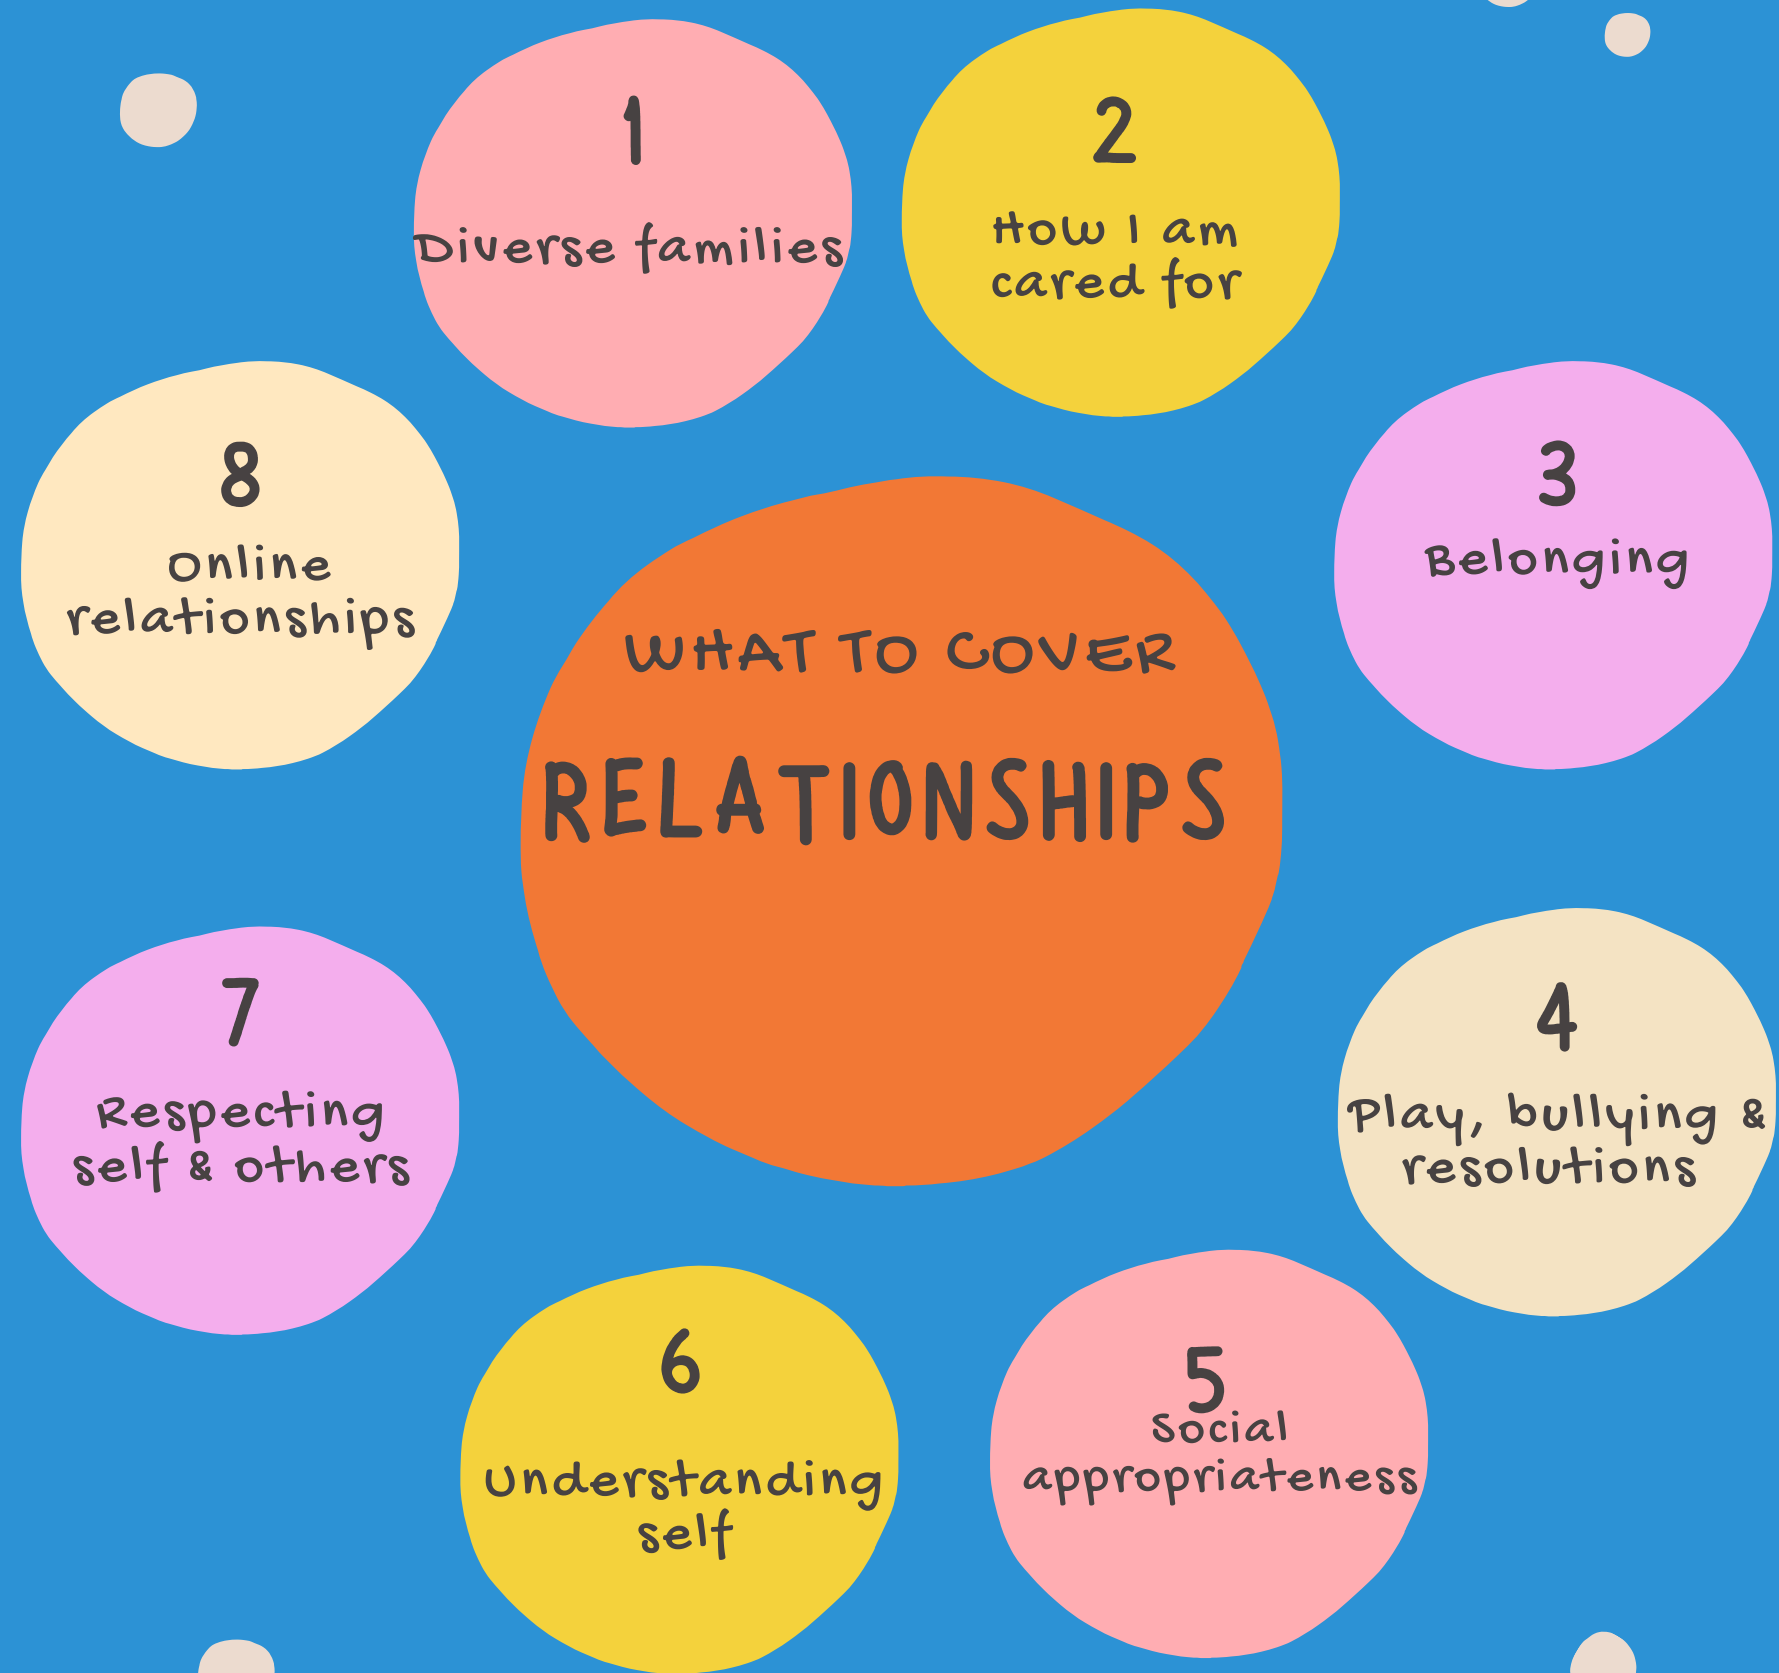 1
Diverse families
2
How I am
cared for
3
Belonging
4
Play, bullying &
resolutions
5
Social
appropriateness
6
Understanding
self
7
Respecting
self & others
8
Online
relationships
WHAT TO COVER
RELATIONSHIPS